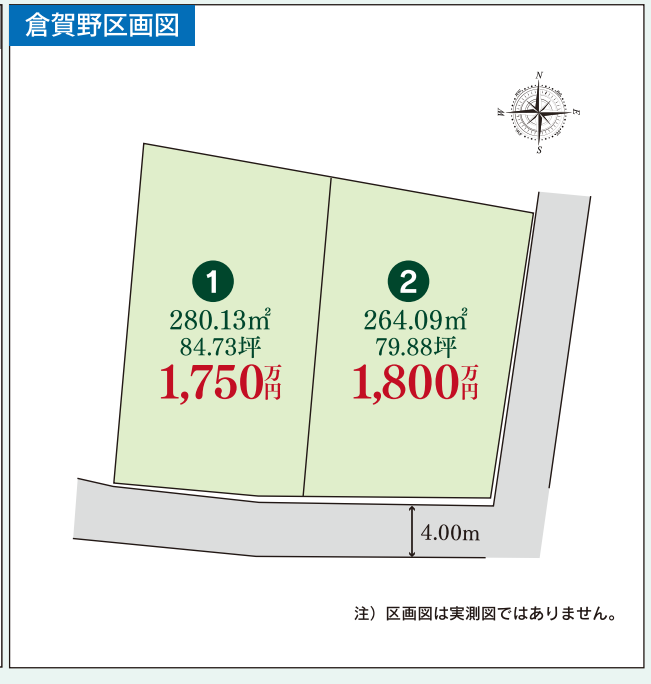 倉賀野区画図
N
W
E
S
1
280.13㎡
84.73坪
1,750万円
2
264.09㎡
79.88坪
1,800万円
4.00m
注）区画図は実測図ではありません。